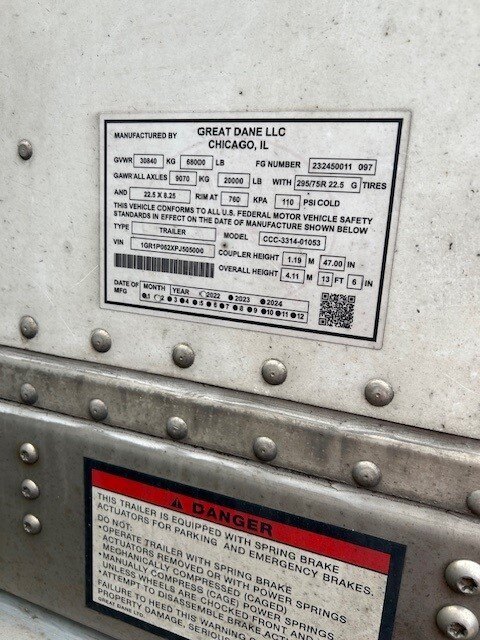 MANUFACTURED BY GREAT DANE LLC
CHICAGO, IL
GVWR 30840 KG 68000 LB FG NUMBER 232450011 097
GAWR ALL AXLES 9070 KG 20000 LB WITH 295/75R 22.5 G TIRES
AND 22.5 X 8.25 RIM AT 760 KPA 110 PSI COLD
THIS VEHICLE CONFORMS TO ALL U.S. FEDERAL MOTOR VEHICLE SAFETY
STANDARDS IN EFFECT ON THE DATE OF MANUFACTURE SHOWN BELOW
TYPE TRAILER MODEL CCC-3314-01053
VIN 1GR1P062XPJ505000 COUPLER HEIGHT 1.19 M 47.00 IN
OVERALL HEIGHT 4.11 M 13 FT 6 IN
DATE OF MFG MONTH YEAR 2022 2023 2024
1 2 3 4 5 6 7 8 9 10 11 12
DANGER
THIS TRAILER IS EQUIPPED WITH SPRING BRAKE
ACTUATORS FOR PARKING AND EMERGENCY BRAKES.
DO NOT:
•OPERATE TRAILER WITH SPRING BRAKE
ACTUATORS REMOVED OR WITH POWER SPRINGS
MECHANICALLY COMPRESSED (CAGED)
•MANUALLY COMPRESS (CAGE) POWER SPRINGS
UNLESS WHEELS ARE CHOCKED FRONT AND
•ATTEMPT TO DISASSEMBLE BRAKE ACTUA
FAILURE TO HEED THIS WARNING
PROPERTY DAMAGE, SERIOUS
GREAT DANE LTD.